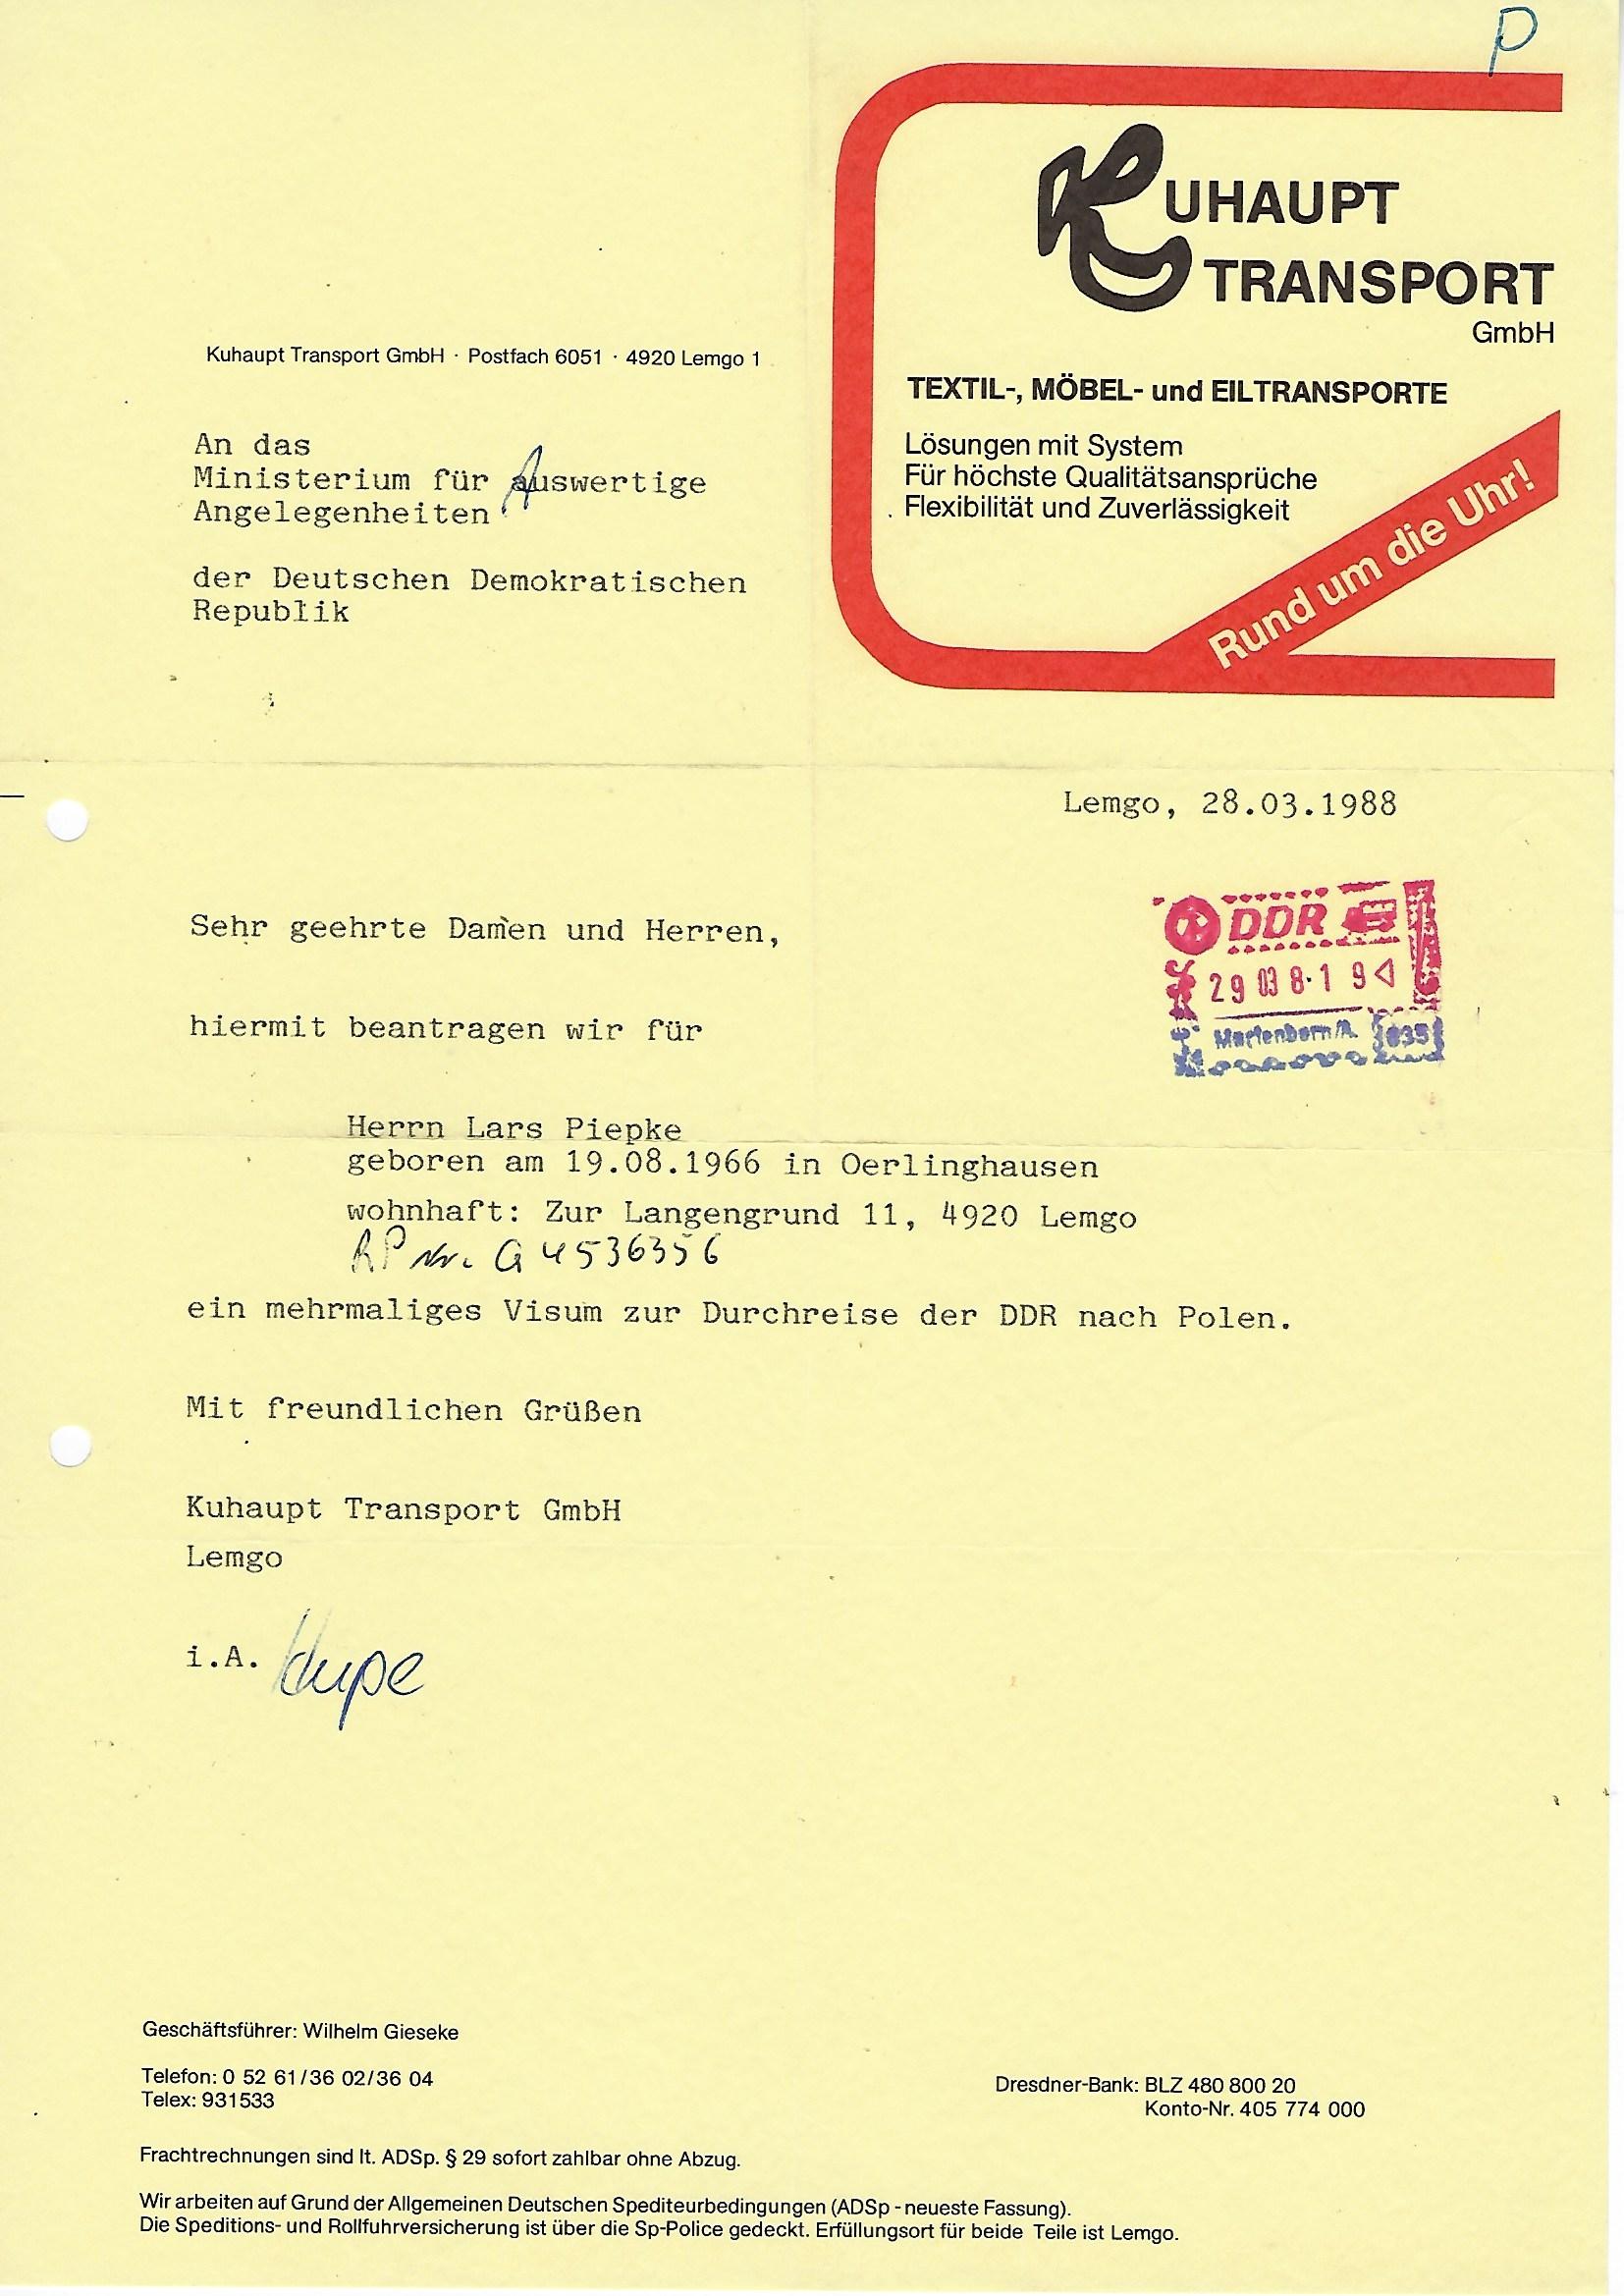 P
KUHAUPT
TRANSPORT
GmbH
TEXTIL-, MÖBEL- und EILTRANSPORTE
Lösungen mit System
Für höchste Qualitätsansprüche
Flexibilität und Zuverlässigkeit
Rund um die Uhr!
Kuhaupt Transport GmbH · Postfach 6051 · 4920 Lemgo 1
An das
Ministerium für Auswertige
Angelegenheiten
der Deutschen Demokratischen
Republik
Lemgo, 28.03.1988
DDR
29 03 8·1 9
035
Sehr geehrte Damen und Herren,
hiermit beantragen wir für
Herrn Lars Piepke
geboren am 19.08.1966 in Oerlinghausen
wohnhaft: Zur Langengrund 11, 4920 Lemgo
RP Nr. G 4536356
ein mehrmaliges Visum zur Durchreise der DDR nach Polen.
Mit freundlichen Grüßen
Kuhaupt Transport GmbH
Lemgo
i.A.
Geschäftsführer: Wilhelm Gieseke
Telefon: 0 52 61/36 02/36 04
Telex: 931533
Dresdner-Bank: BLZ 480 800 20
Konto-Nr. 405 774 000
Frachtrechnungen sind lt. ADSp. § 29 sofort zahlbar ohne Abzug.
Wir arbeiten auf Grund der Allgemeinen Deutschen Spediteurbedingungen (ADSp - neueste Fassung).
Die Speditions- und Rollfuhrversicherung ist über die Sp-Police gedeckt. Erfüllungsort für beide Teile ist Lemgo.